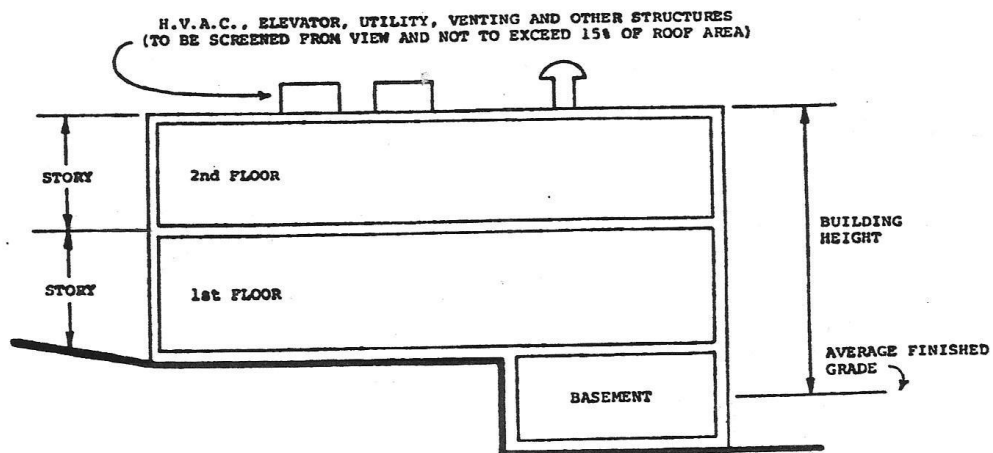 H.V.A.C., ELEVATOR, UTILITY, VENTING AND OTHER STRUCTURES
(TO BE SCREENED FROM VIEW AND NOT TO EXCEED 15% OF ROOF AREA)
STORY
2nd FLOOR
BUILDING
HEIGHT
STORY
1st FLOOR
AVERAGE FINISHED
GRADE
BASEMENT